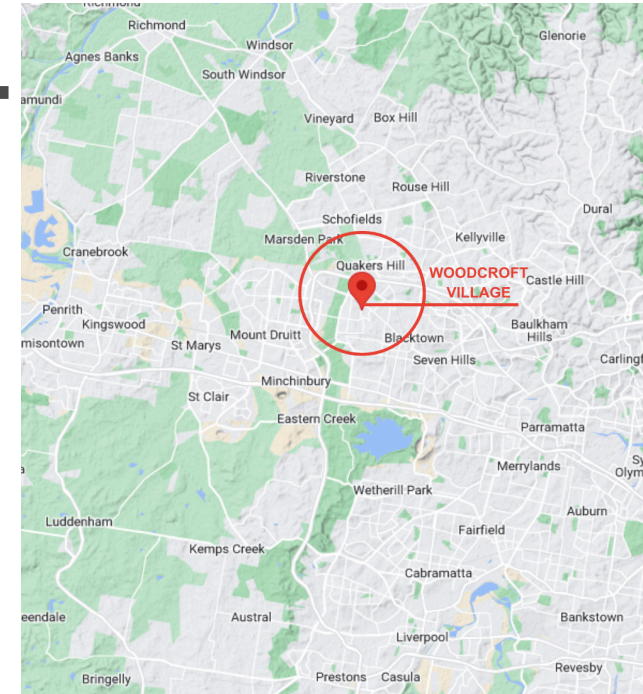 Richmond
Richmond
Glenorie
Windsor
Agnes Banks
South Windsor
amundi
Vineyard
Box Hill
Riverstone
Rouse Hill
Dural
Schofields
Marsden Park
Kellyville
Cranebrook
Quakers Hill
WOODCROFT
VILLAGE
Castle Hill
Penrith
Kingswood
Baulkham
Hills
misontown
St Marys
Mount Druitt
Blacktown
Seven Hills
Carlingf
Minchinbury
St Clair
Eastern Creek
Parramatta
Merrylands
Sy
Olym
Wetherill Park
Auburn
Luddenham
Fairfield
Kemps Creek
Cabramatta
eendale
Austral
Bankstown
Liverpool
Revesby
Bringelly
Prestons
Casula